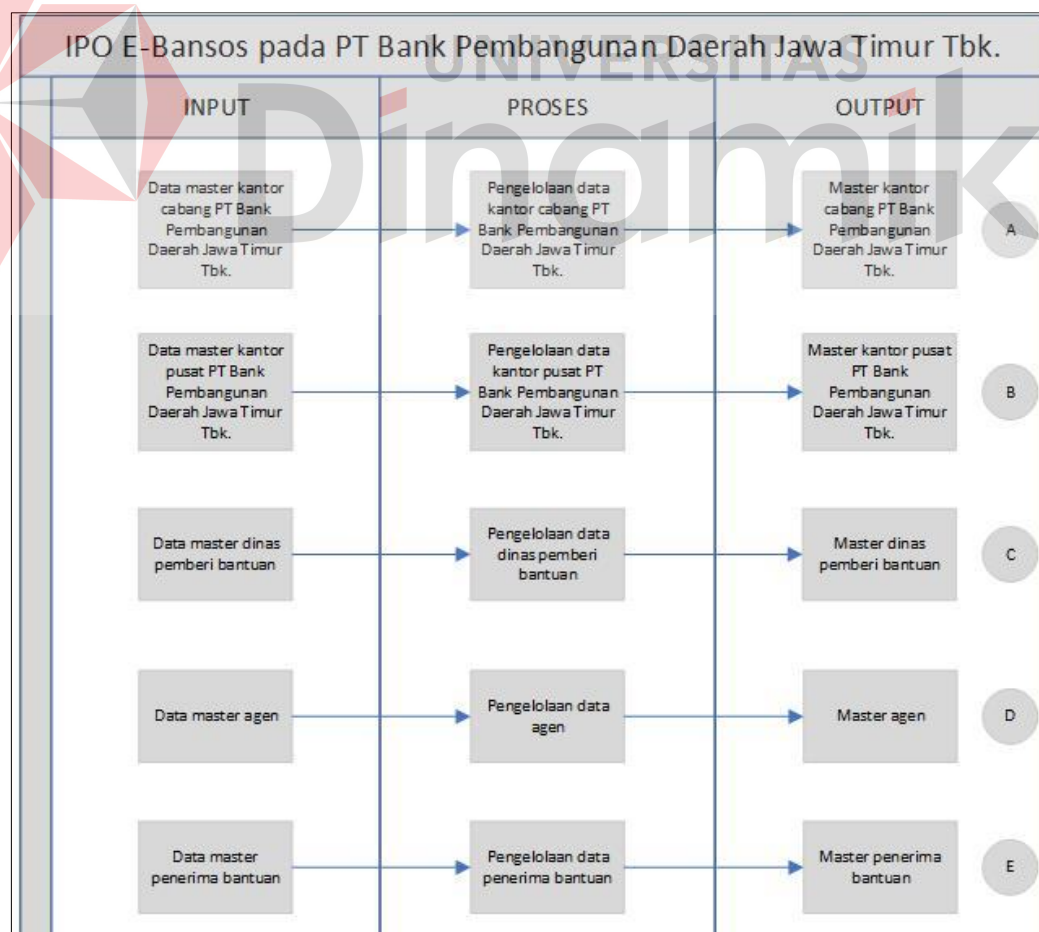 IPO E-Bansos pada PT Bank Pembangunan Daerah Jawa Timur Tbk.
UNIVERSITAS
Dinamik
INPUT
PROSES
OUTPUT
Data master kantor
cabang PT Bank
Pembangunan
Daerah Jawa Timur
Tbk.
Pengelolaan data
kantor cabang PT
Bank Pembangunan
Daerah Jawa Timur
Tbk.
Master kantor
cabang PT Bank
Pembangunan
Daerah Jawa Timur
Tbk.
A
Data master kantor
pusat PT Bank
Pembangunan
Daerah Jawa Timur
Tbk.
Pengelolaan data
kantor pusat PT
Bank Pembangunan
Daerah Jawa Timur
Tbk.
Master kantor pusat
PT Bank
Pembangunan
Daerah Jawa Timur
Tbk.
B
Data master dinas
pemberi bantuan
Pengelolaan data
dinas pemberi
bantuan
Master dinas
pemberi bantuan
C
Data master agen
Pengelolaan data
agen
Master agen
D
Data master
penerima bantuan
Pengelolaan data
penerima bantuan
Master penerima
bantuan
E